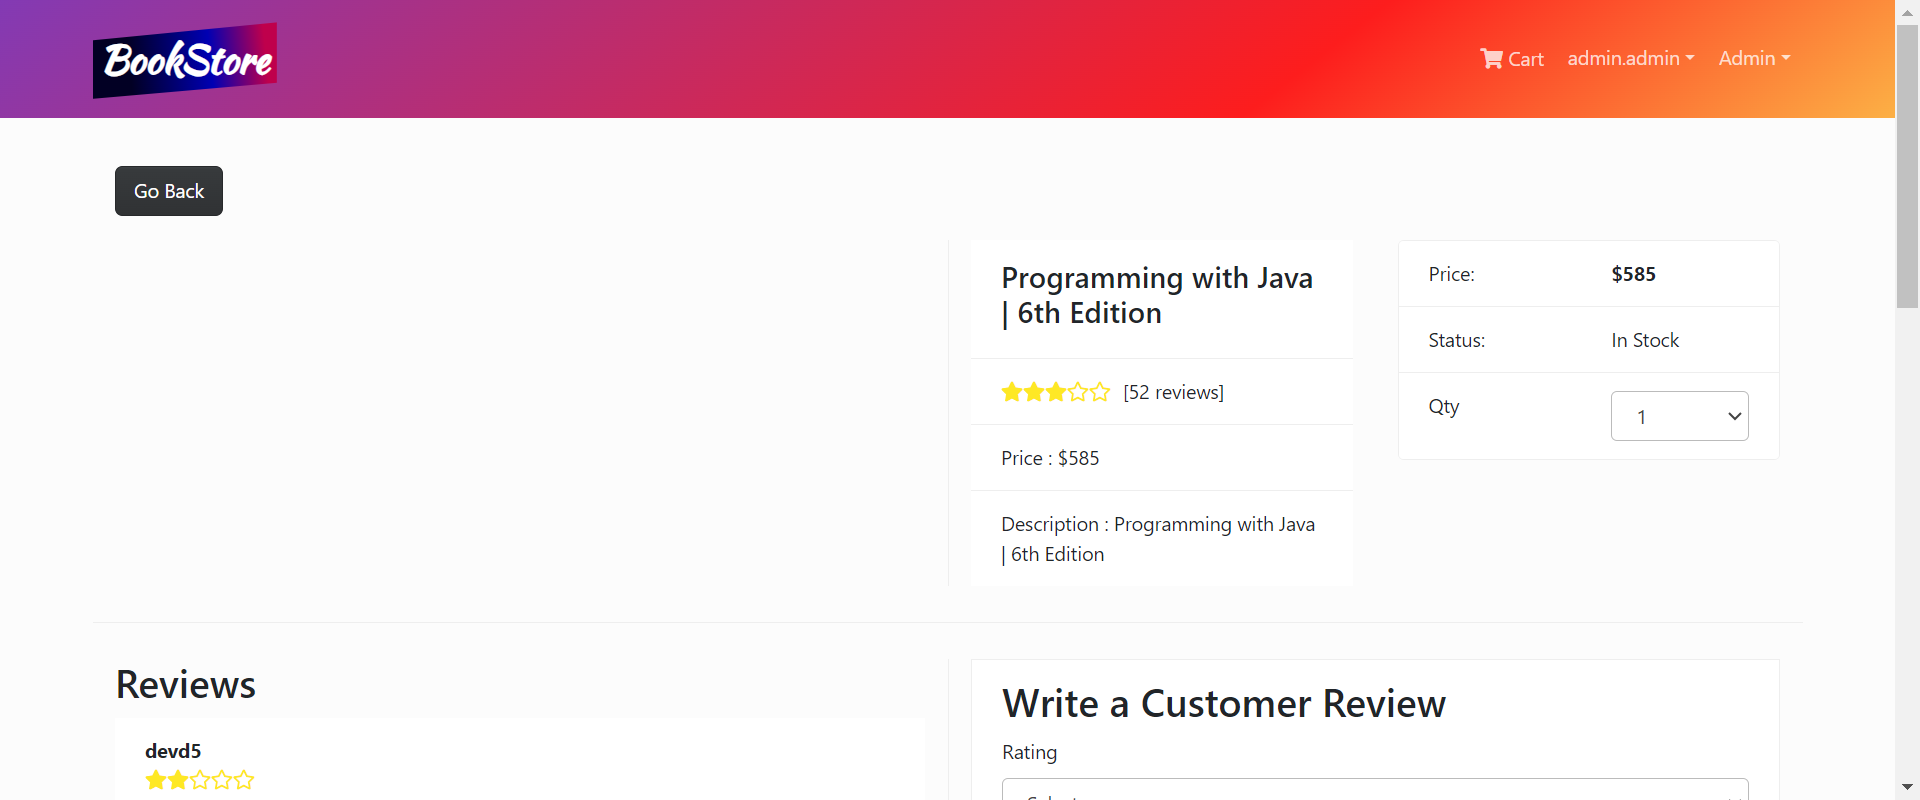 BookStore
Cart
admin.admin
Admin
Go Back
Programming with Java
| 6th Edition
[52 reviews]
Price : $585
Description : Programming with Java
| 6th Edition
Price:
$585
Status:
In Stock
Qty
1
Reviews
devd5
Write a Customer Review
Rating